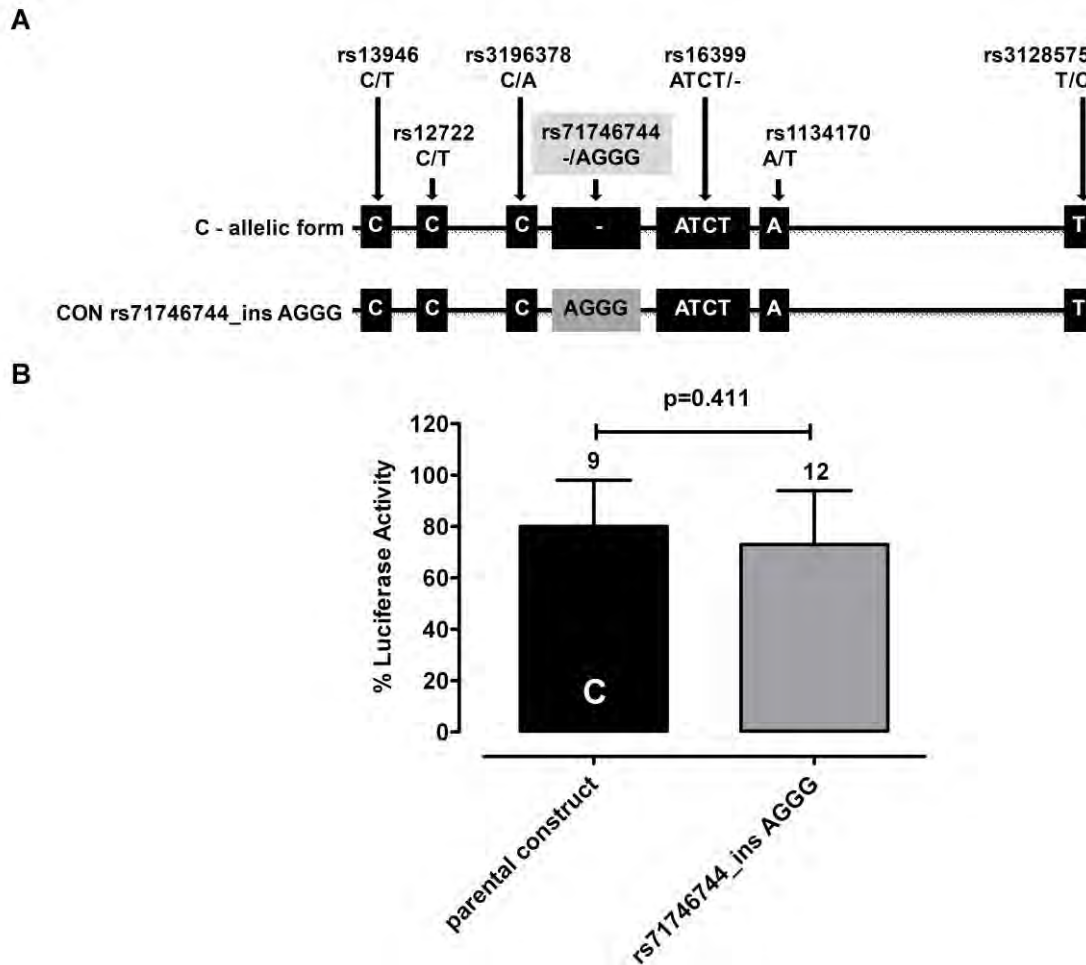 A
rs13946
C/T
rs3196378
C/A
rs16399
ATCT/-
rs3128575
T/C
rs12722
C/T
rs71746744
-/AGGG
rs1134170
A/T
C - allelic form C C C - ATCT A T
CON rs71746744_ins AGGG C C C AGGG ATCT A T
B
p=0.411
% Luciferase Activity
120
100
80
60
40
20
0
9
12
C
parental construct
rs71746744_ins AGGG